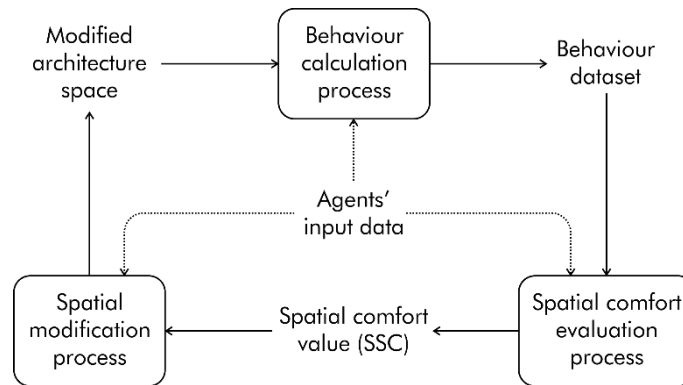 Modified
architecture
space
Behaviour
calculation
process
Behaviour
dataset
Agents'
input data
Spatial
modification
process
Spatial comfort
value (SSC)
Spatial comfort
evaluation
process